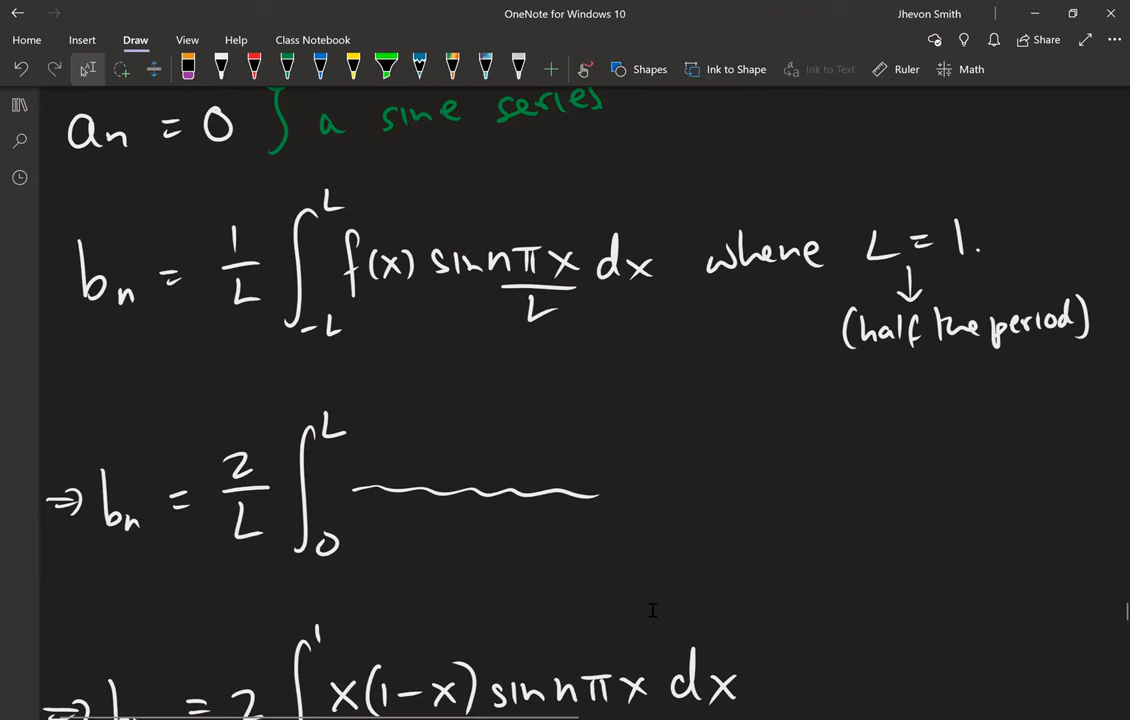 OneNote for Windows 10
Jhevon Smith
Home Insert Draw View Help Class Notebook
Share
Shapes Ink to Shape Ink to Text Ruler Math
an = 0 } a sine series
bn = 1/L ∫_{-L}^{L} f(x) sin nπx/L dx where L = 1.
↓
(half the period)
⇒ bn = 2/L ∫_0^L
⇒ b = 2 ∫^1 x(1-x) sin nπx dx